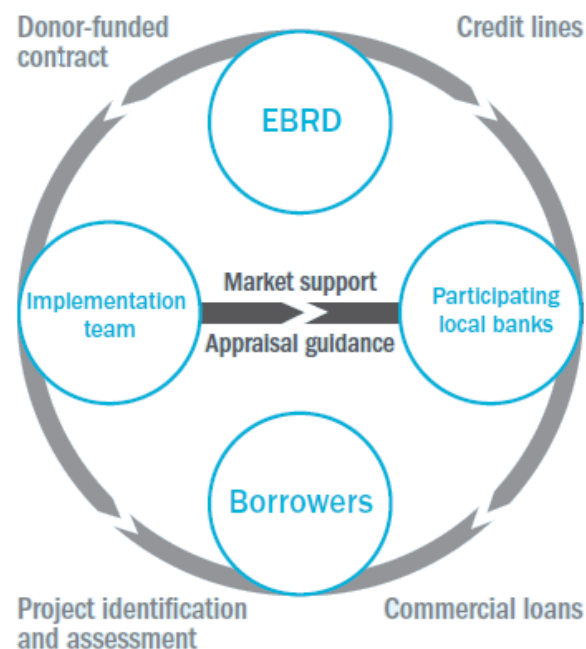 Donor-funded
contract
Credit lines
EBRD
Implementation
team
Market support
Appraisal guidance
Participating
local banks
Borrowers
Project identification
and assessment
Commercial loans